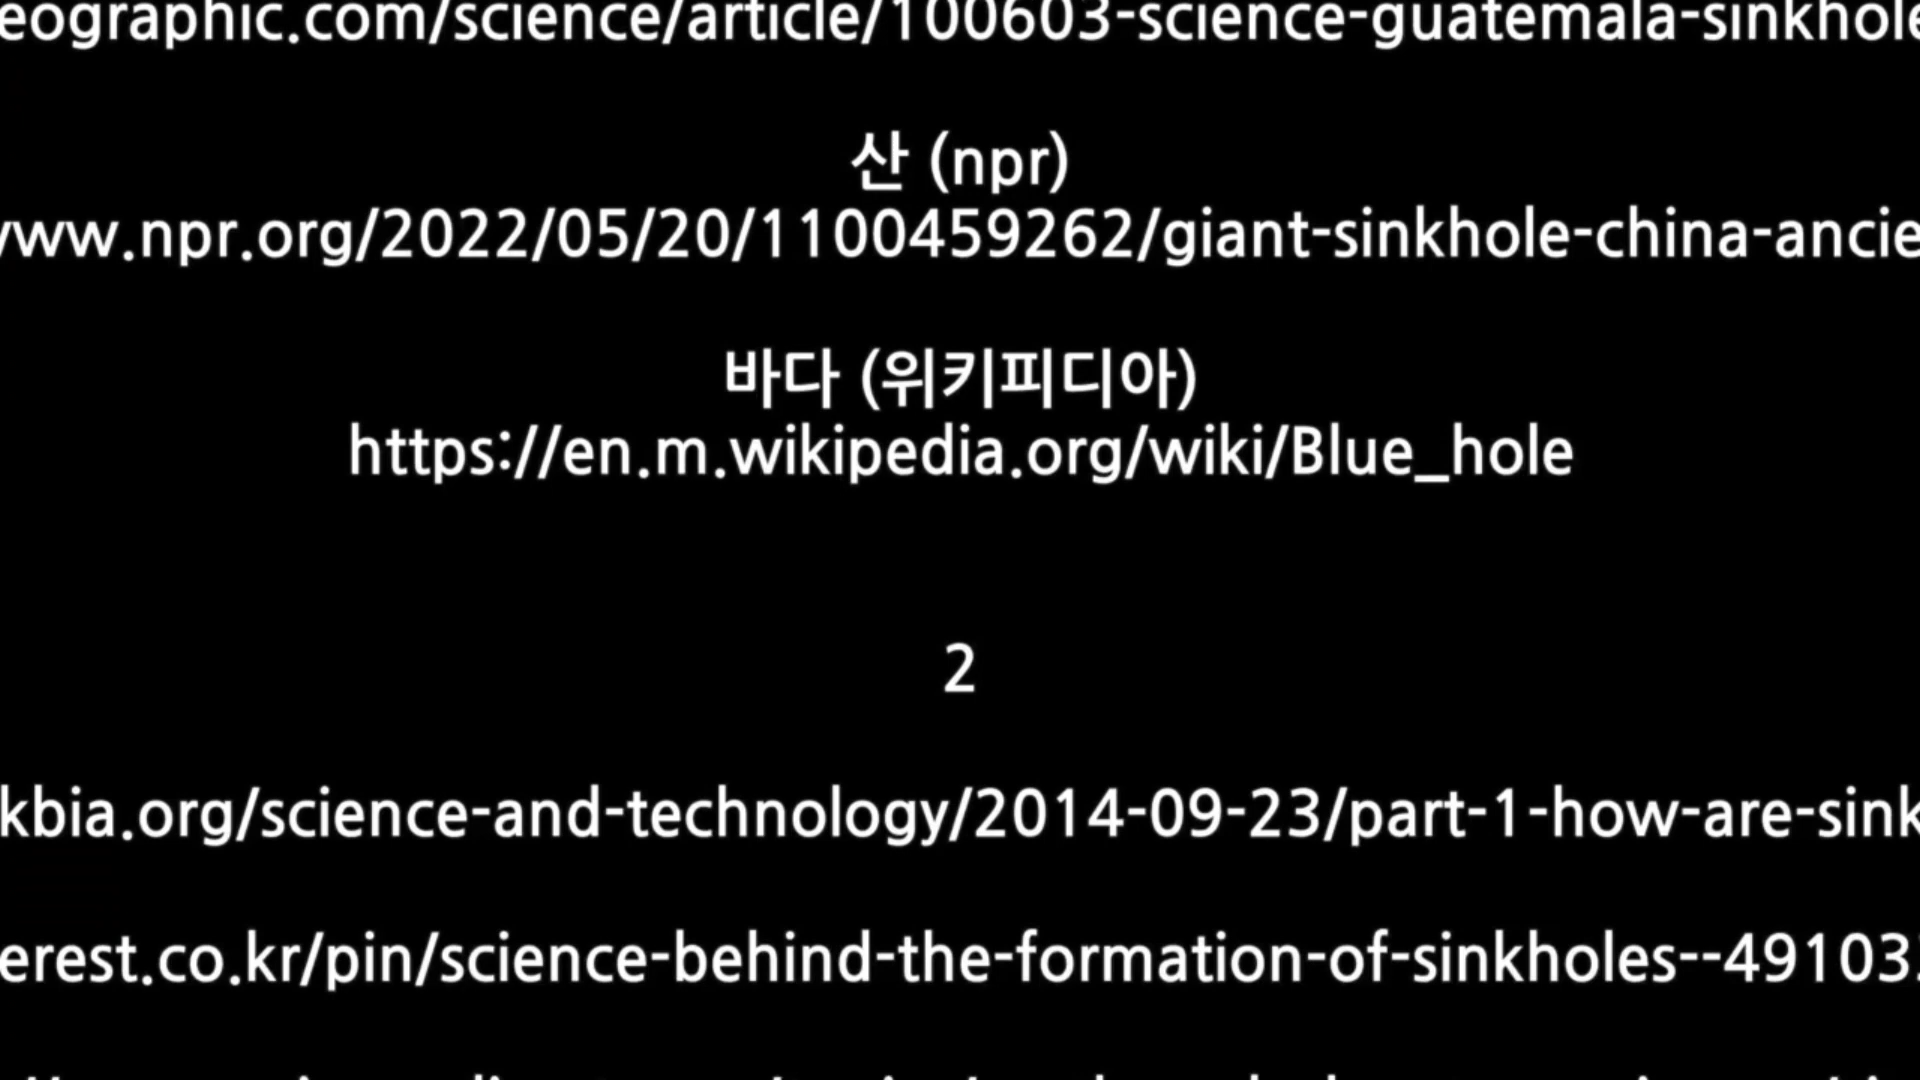 eographic.com/science/article/100603-science-guatemala-sinkhole
산 (npr)
www.npr.org/2022/05/20/1100459262/giant-sinkhole-china-ancie
바다 (위키피디아)
https://en.m.wikipedia.org/wiki/Blue_hole
2
kbia.org/science-and-technology/2014-09-23/part-1-how-are-sink
erest.co.kr/pin/science-behind-the-formation-of-sinkholes--49103